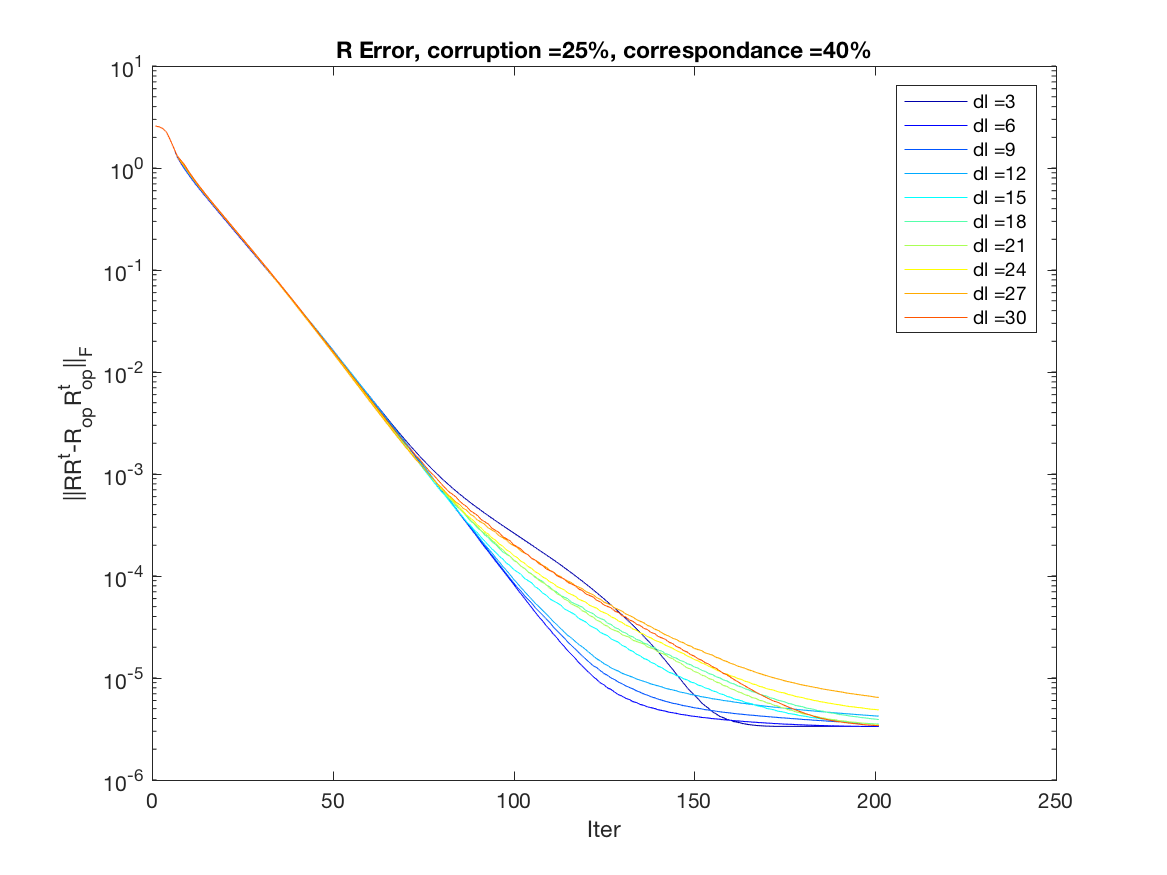 R Error, corruption =25%, correspondance =40%
10^1
10^0
10^-1
10^-2
10^-3
10^-4
10^-5
10^-6
||RR^t-R_op R^t_op||_F
0 50 100 150 200 250
Iter
dl =3
dl =6
dl =9
dl =12
dl =15
dl =18
dl =21
dl =24
dl =27
dl =30